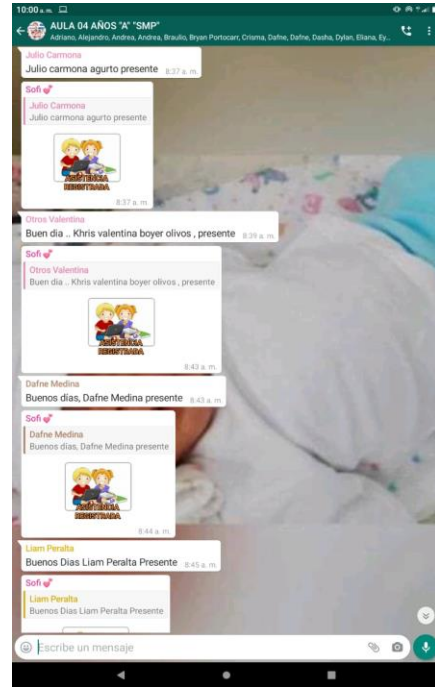 10:00 a. m.
AULA 04 AÑOS "A" "SMP"
Adriano, Alejandro, Andrea, Andrea, Braulio, Bryan Portocarr, Crisma, Dafne, Dafne, Dasha, Dylan, Eliana, Ey...
Julio Carmona
Julio carmona agurto presente 8:37 a. m.
Sofi
Julio Carmona
Julio carmona agurto presente
ASISTENCIA
REGISTRADA
8:37 a. m.
Otros Valentina
Buen dia .. Khris valentina boyer olivos , presente 8:39 a. m.
Sofi
Otros Valentina
Buen dia .. Khris valentina boyer olivos , presente
ASISTENCIA
REGISTRADA
8:43 a. m.
Dafne Medina
Buenos días, Dafne Medina presente 8:43 a. m.
Sofi
Dafne Medina
Buenos días, Dafne Medina presente
ASISTENCIA
REGISTRADA
8:44 a. m.
Liam Peralta
Buenos Dias Liam Peralta Presente 8:45 a. m.
Sofi
Liam Peralta
Buenos Dias Liam Peralta Presente
Escribe un mensaje